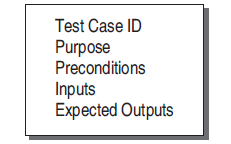 Test Case ID
Purpose
Preconditions
Inputs
Expected Outputs